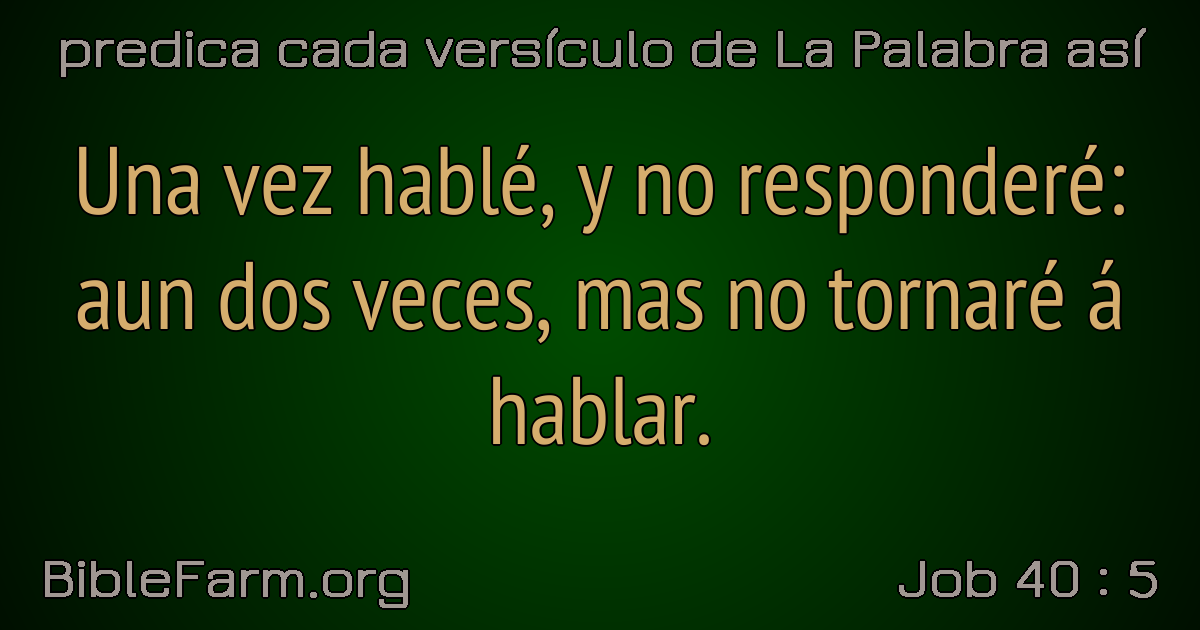 predica cada versículo de La Palabra así
Una vez hablé, y no responderé:
aun dos veces, mas no tornaré á
hablar.
BibleFarm.org
Job 40 : 5